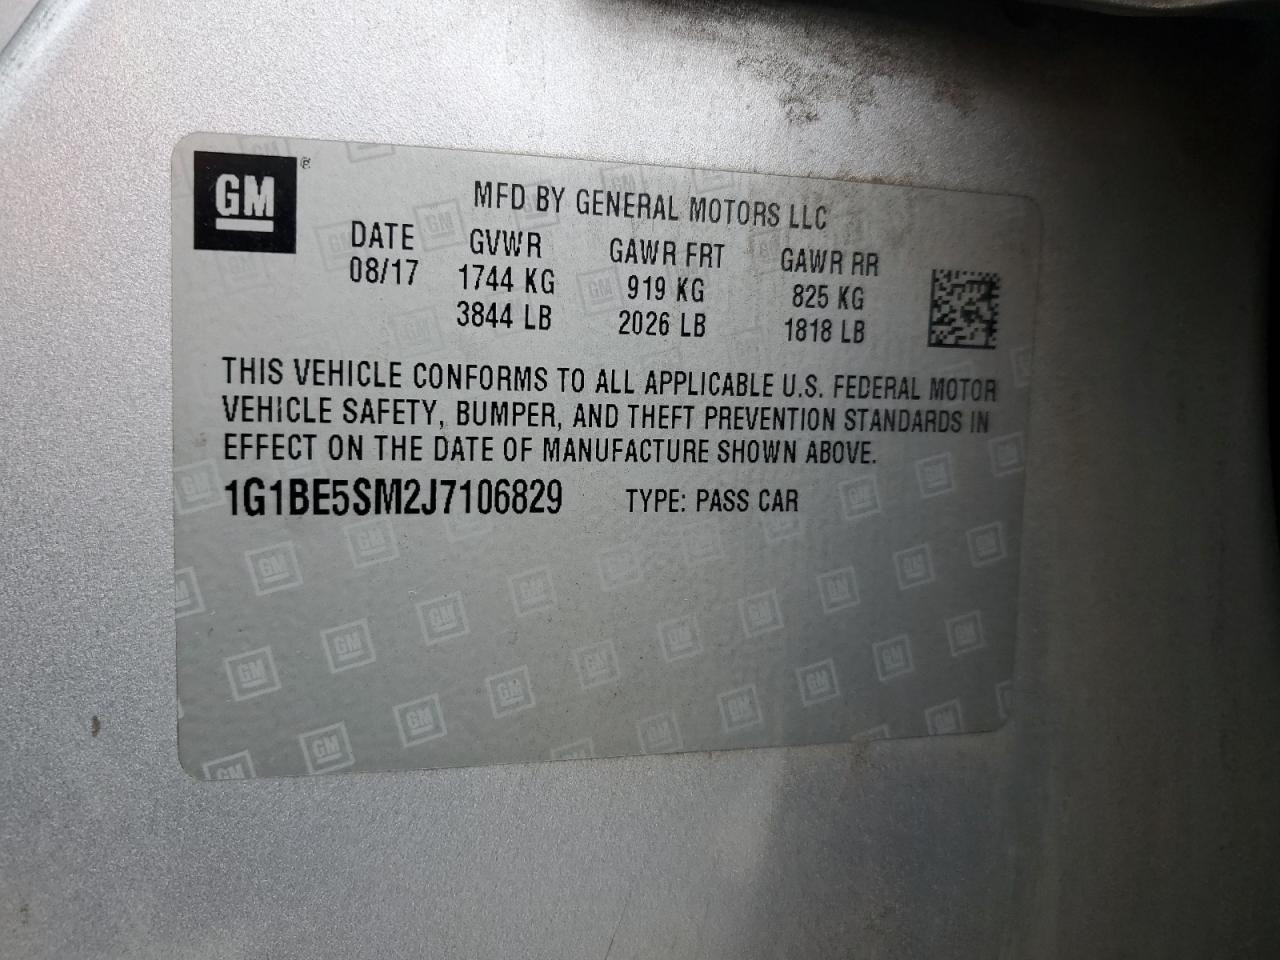 GM ®
MFD BY GENERAL MOTORS LLC
DATE GVWR GAWR FRT GAWR RR
08/17 1744 KG 919 KG 825 KG
3844 LB 2026 LB 1818 LB
THIS VEHICLE CONFORMS TO ALL APPLICABLE U.S. FEDERAL MOTOR
VEHICLE SAFETY, BUMPER, AND THEFT PREVENTION STANDARDS IN
EFFECT ON THE DATE OF MANUFACTURE SHOWN ABOVE.
1G1BE5SM2J7106829 TYPE: PASS CAR